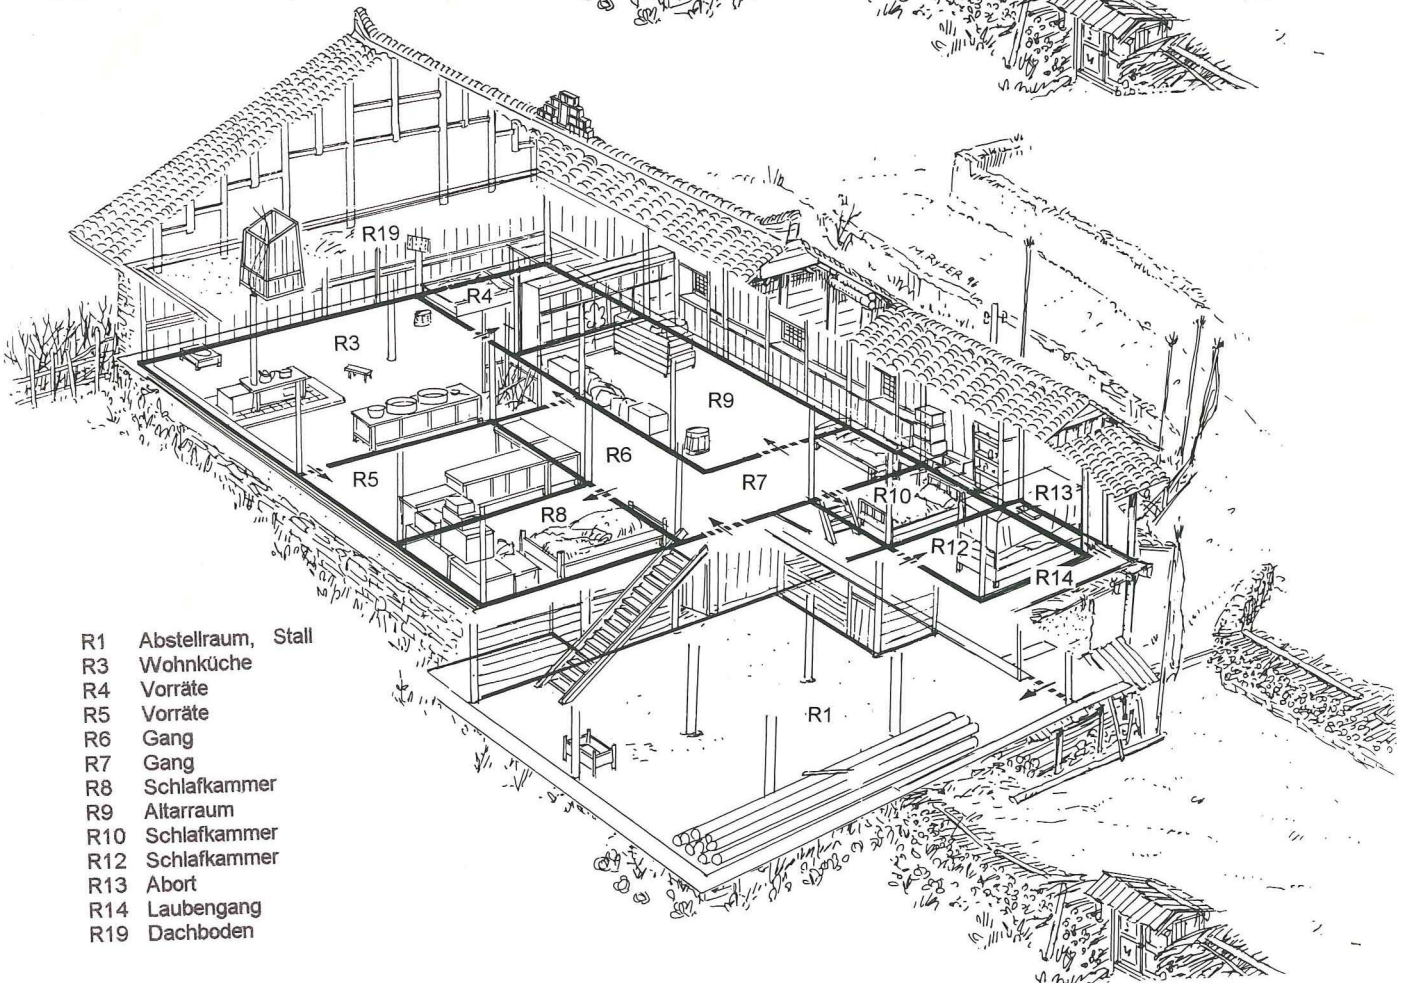 M. RYSER 96
R19
R4
R3
R9
R6
R5
R7
R10
R13
R8
R12
R14
R1
R1 Abstellraum, Stall
R3 Wohnküche
R4 Vorräte
R5 Vorräte
R6 Gang
R7 Gang
R8 Schlafkammer
R9 Altarraum
R10 Schlafkammer
R12 Schlafkammer
R13 Abort
R14 Laubengang
R19 Dachboden